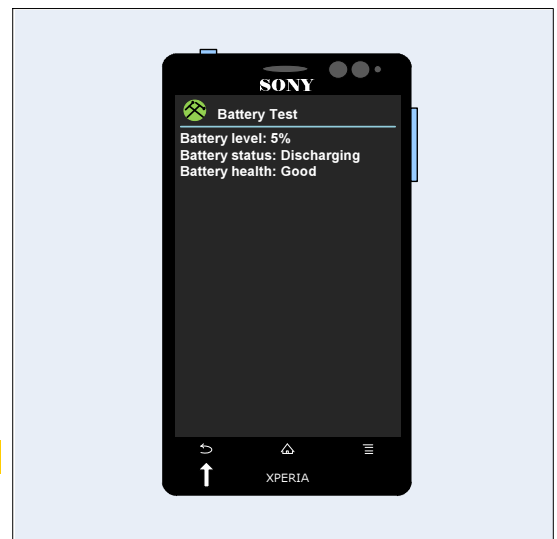 SONY
Battery Test
Battery level: 5%
Battery status: Discharging
Battery health: Good
XPERIA